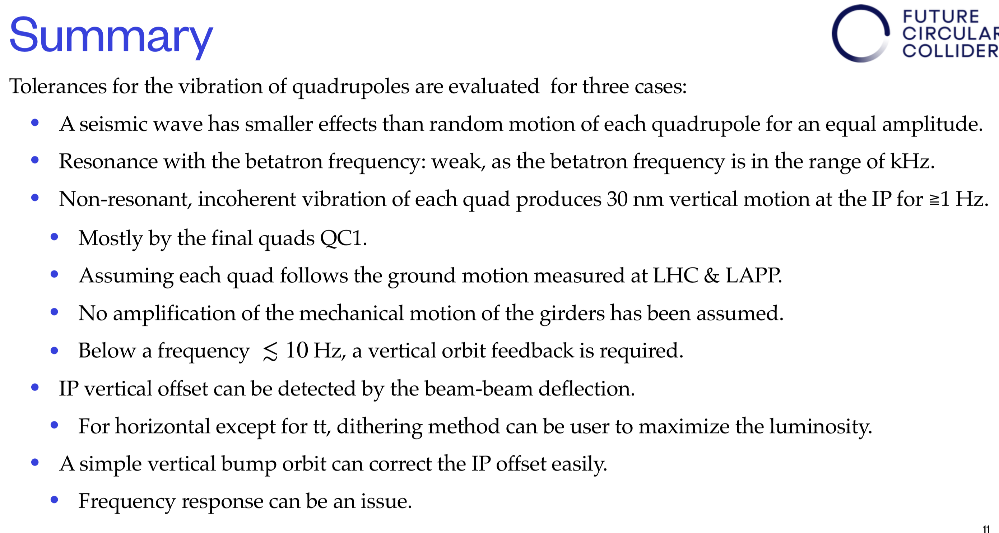 Summary
FUTURE
CIRCULAR
COLLIDER
Tolerances for the vibration of quadrupoles are evaluated  for three cases:
• A seismic wave has smaller effects than random motion of each quadrupole for an equal amplitude.
• Resonance with the betatron frequency: weak, as the betatron frequency is in the range of kHz.
• Non-resonant, incoherent vibration of each quad produces 30 nm vertical motion at the IP for ≧1 Hz.
• Mostly by the final quads QC1.
• Assuming each quad follows the ground motion measured at LHC & LAPP.
• No amplification of the mechanical motion of the girders has been assumed.
• Below a frequency ≲ 10 Hz, a vertical orbit feedback is required.
• IP vertical offset can be detected by the beam-beam deflection.
• For horizontal except for tt, dithering method can be user to maximize the luminosity.
• A simple vertical bump orbit can correct the IP offset easily.
• Frequency response can be an issue.
11